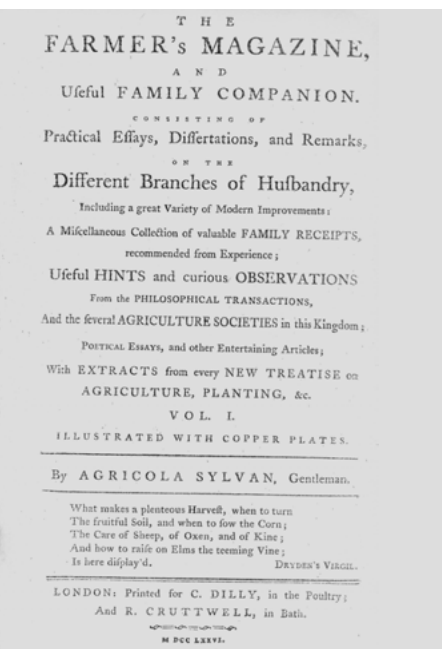 THE
FARMER's MAGAZINE,
AND
Uſeful FAMILY COMPANION.
CONSISTING OF
Practical Eſſays, Diſſertations, and Remarks,
ON THE
Different Branches of Huſbandry,
Including a great Variety of Modern Improvements:
A Miſcellaneous Collection of valuable FAMILY RECEIPTS,
recommended from Experience;
Uſeful HINTS and curious OBSERVATIONS
From the PHILOSOPHICAL TRANSACTIONS,
And the ſeveral AGRICULTURE SOCIETIES in this Kingdom;
POETICAL ESSAYS, and other Entertaining Articles;
With EXTRACTS from every NEW TREATISE on
AGRICULTURE, PLANTING, &c.
VOL. I.
ILLUSTRATED WITH COPPER PLATES.
By AGRICOLA SYLVAN, Gentleman.
What makes a plenteous Harveſt, when to turn
The fruitful Soil, and when to ſow the Corn;
The Care of Sheep, of Oxen, and of Kine;
And how to raiſe on Elms the teeming Vine;
Is here diſplay'd. DRYDEN's VIRGIL.
LONDON: Printed for C. DILLY, in the Poultry;
And R. CRUTTWELL, in Bath.
M DCC LXXVI.